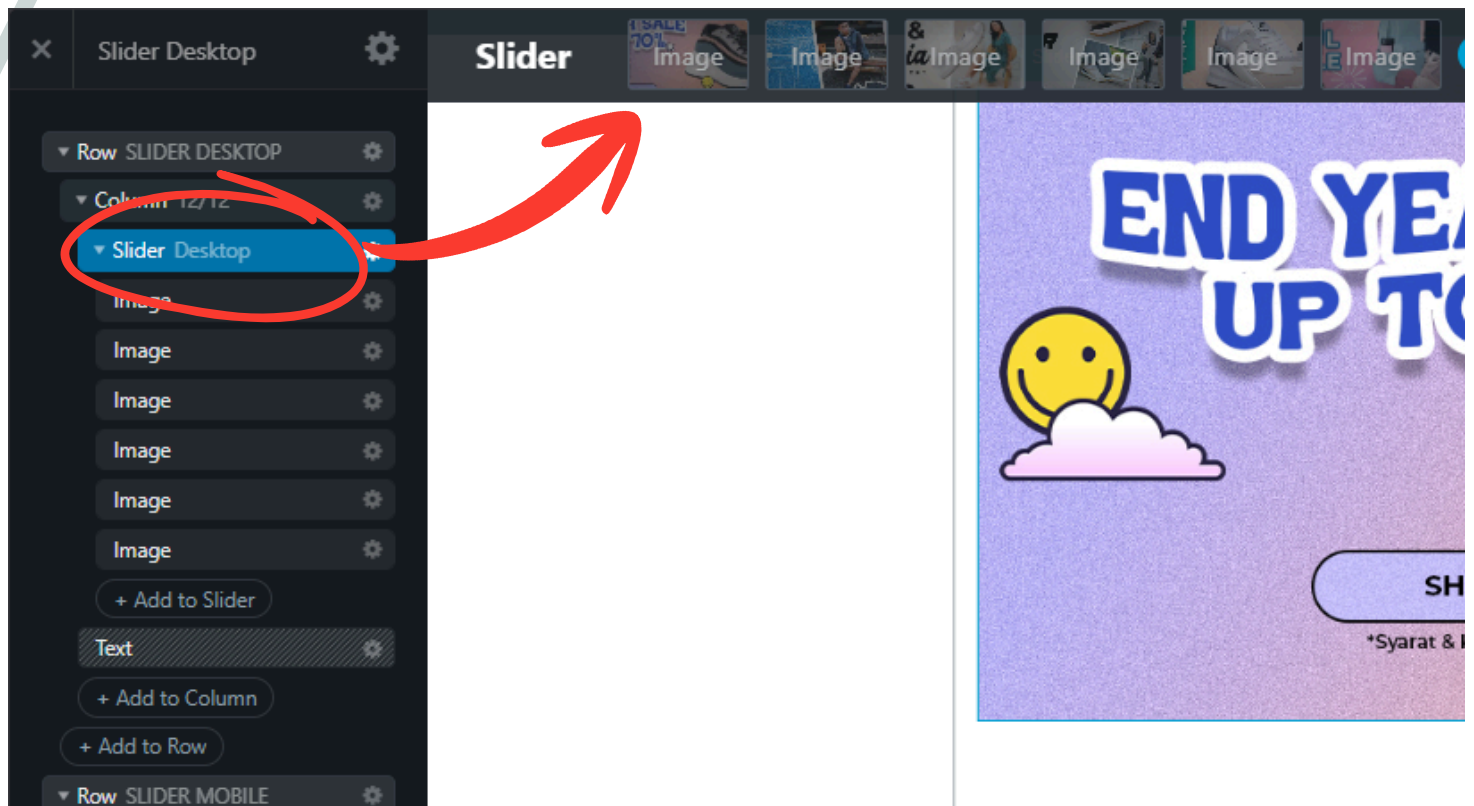 Slider Desktop
Row SLIDER DESKTOP
Column 12/12
Slider Desktop
Image
Image
Image
Image
Image
Image
+ Add to Slider
Text
+ Add to Column
+ Add to Row
Row SLIDER MOBILE
Slider
SALE
70%
Image
Image
&
Image
Image
Image
Image
END YEA
UP TO
SH
*Syarat &